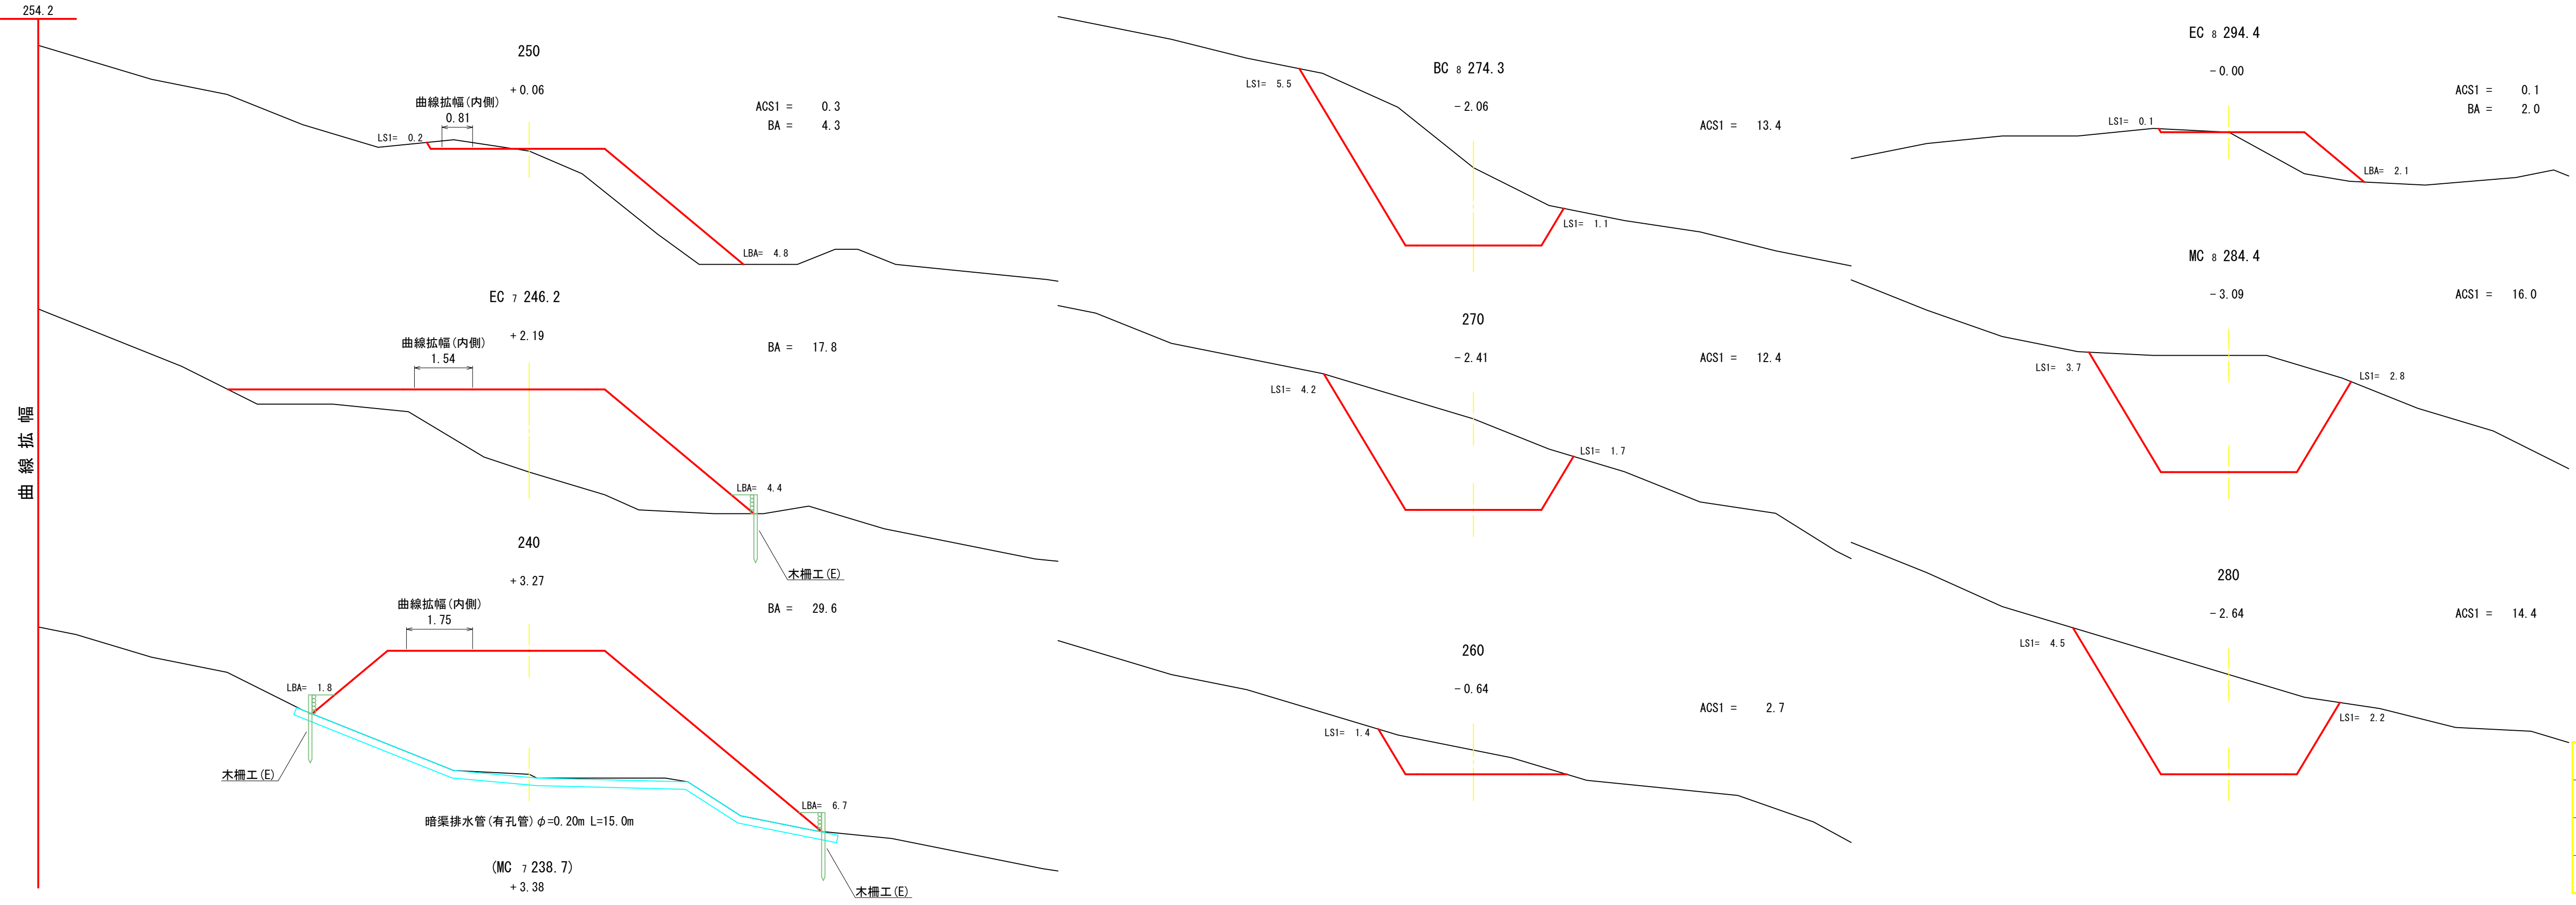 254.2
曲線拡幅
250
+0.06
曲線拡幅(内側)
0.81
LS1= 0.2
ACS1 = 0.3
BA = 4.3
LBA= 4.8
EC 7 246.2
+2.19
曲線拡幅(内側)
1.54
BA = 17.8
LBA= 4.4
木柵工(E)
240
+3.27
曲線拡幅(内側)
1.75
BA = 29.6
LBA= 1.8
木柵工(E)
LBA= 6.7
暗渠排水管(有孔管)φ=0.20m L=15.0m
木柵工(E)
(MC 7 238.7)
+3.38
BC 8 274.3
-2.06
LS1= 5.5
ACS1 = 13.4
LS1= 1.1
270
-2.41
ACS1 = 12.4
LS1= 4.2
LS1= 1.7
260
-0.64
ACS1 = 2.7
LS1= 1.4
EC 8 294.4
-0.00
ACS1 = 0.1
BA = 2.0
LS1= 0.1
LBA= 2.1
MC 8 284.4
-3.09
ACS1 = 16.0
LS1= 3.7
LS1= 2.8
280
-2.64
ACS1 = 14.4
LS1= 4.5
LS1= 2.2